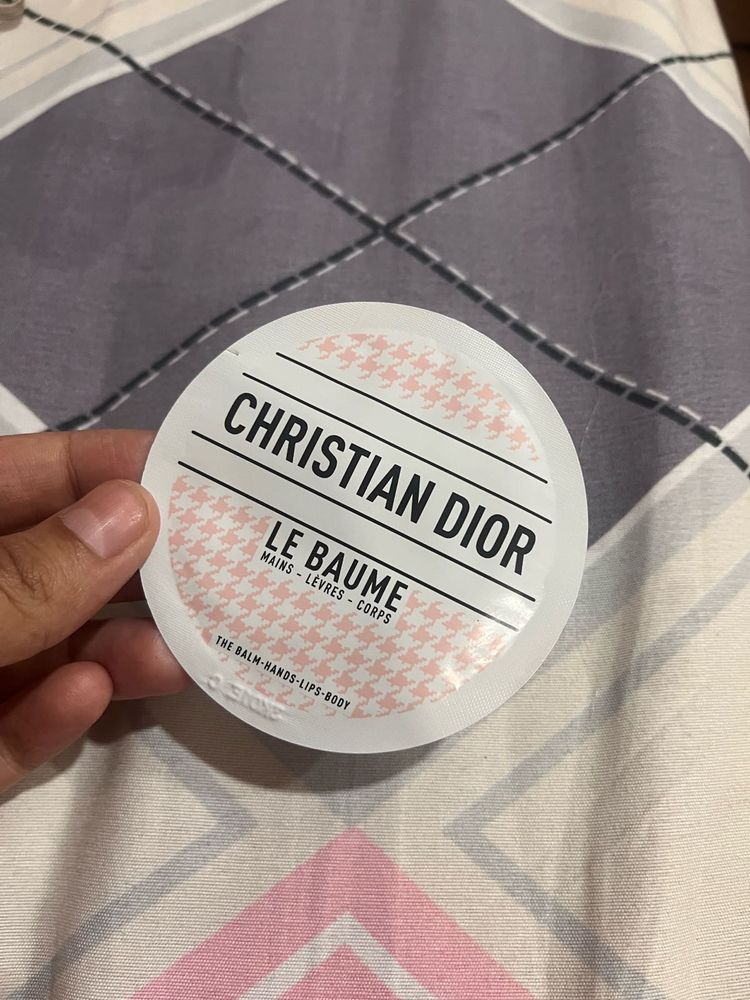 CHRISTIAN DIOR
LE BAUME
MAINS - LÈVRES - CORPS
THE BALM-HANDS-LIPS-BODY